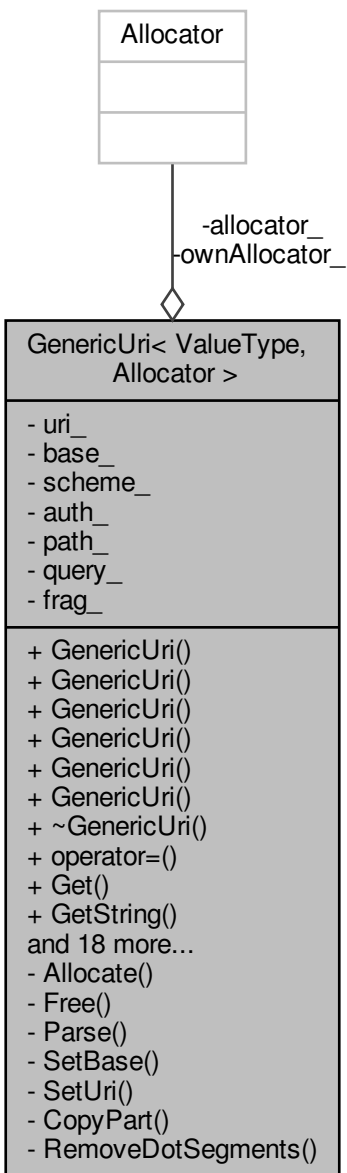 Allocator
-allocator_
-ownAllocator_
GenericUri< ValueType,
Allocator >
- uri_
- base_
- scheme_
- auth_
- path_
- query_
- frag_
+ GenericUri()
+ GenericUri()
+ GenericUri()
+ GenericUri()
+ GenericUri()
+ GenericUri()
+ ~GenericUri()
+ operator=()
+ Get()
+ GetString()
and 18 more...
- Allocate()
- Free()
- Parse()
- SetBase()
- SetUri()
- CopyPart()
- RemoveDotSegments()